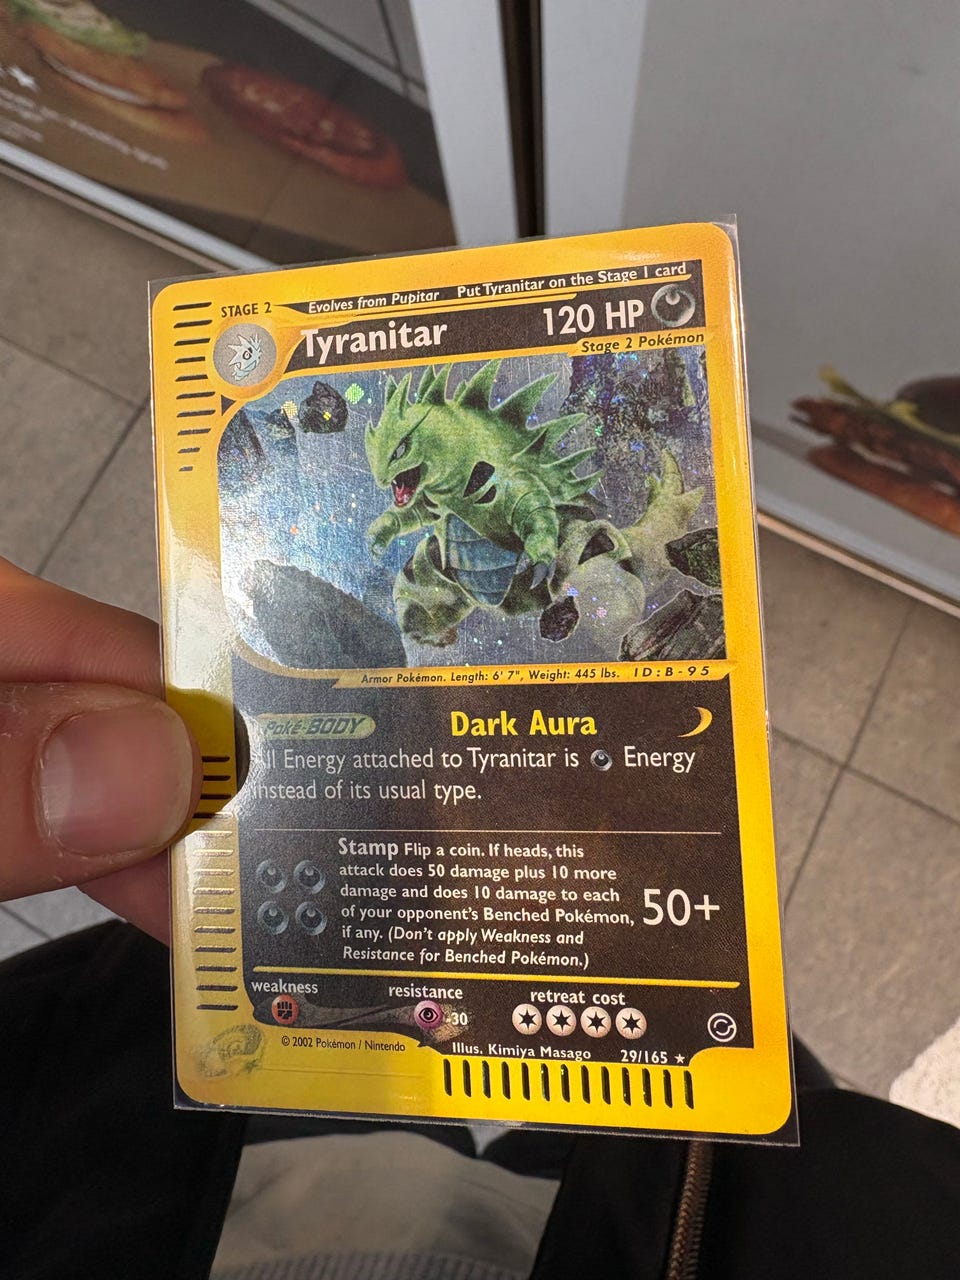 STAGE 2
Evolves from Pupitar Put Tyranitar on the Stage 1 card
Tyranitar 120 HP
Stage 2 Pokémon
Armor Pokémon. Length: 6' 7", Weight: 445 lbs. ID:B-95
Poké-BODY Dark Aura
All Energy attached to Tyranitar is Energy
instead of its usual type.
Stamp Flip a coin. If heads, this
attack does 50 damage plus 10 more
damage and does 10 damage to each
of your opponent's Benched Pokémon,
if any. (Don't apply Weakness and
Resistance for Benched Pokémon.)
50+
weakness
resistance
-30
retreat cost
© 2002 Pokémon / Nintendo
Illus. Kimiya Masago 29/165 ★